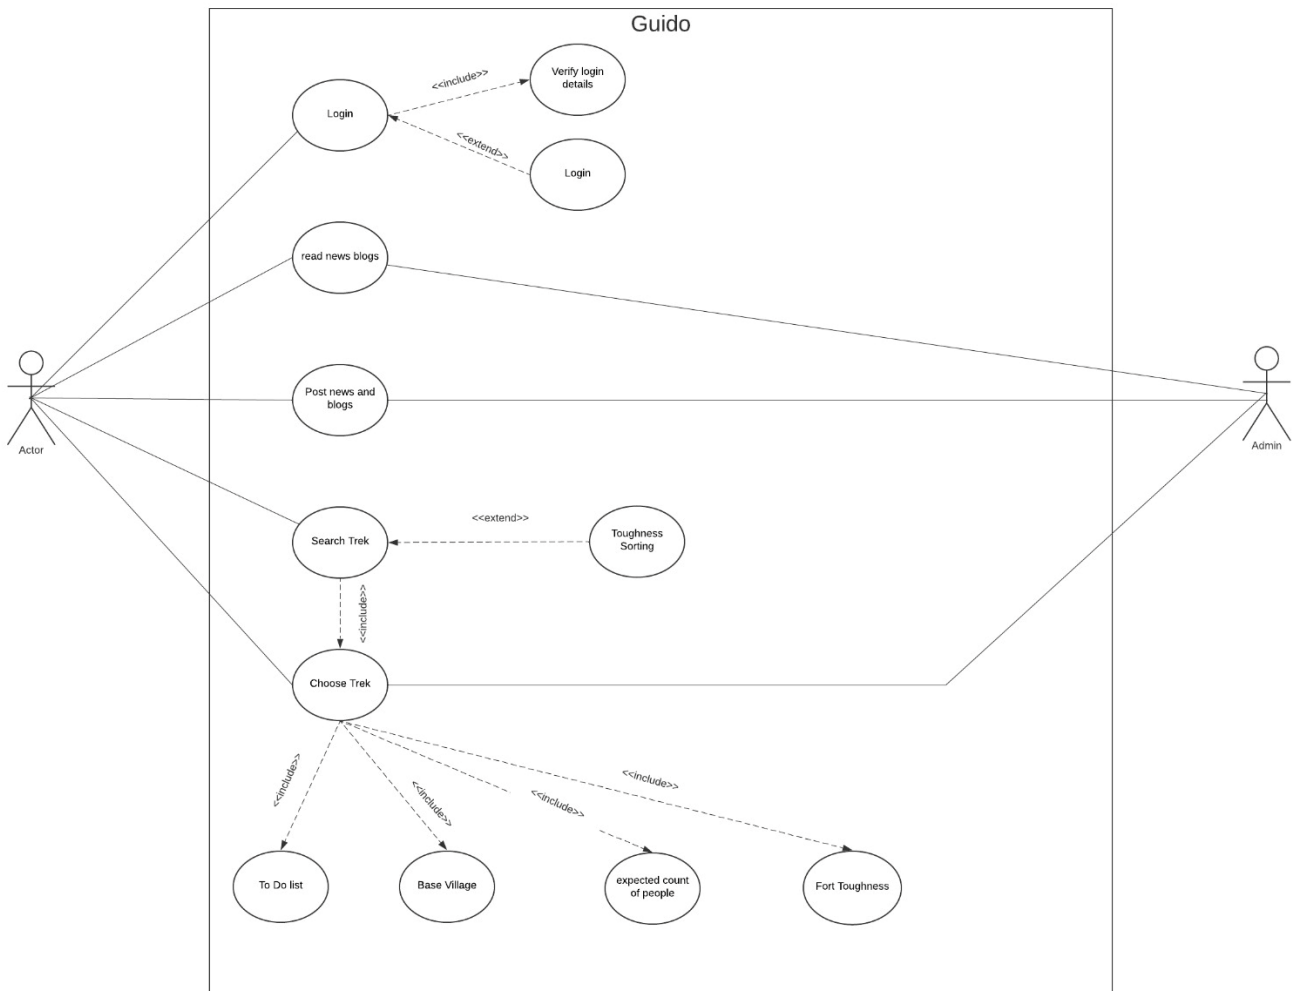 Guido
<<include>>
Verify login
details
Login
<<extend>>
Login
read news blogs
Post news and
blogs
Actor
Admin
Search Trek
<<extend>>
Toughness
Sorting
<<include>>
Choose Trek
<<include>>
<<include>>
<<include>>
<<include>>
To Do list
Base Village
expected count
of people
Fort Toughness